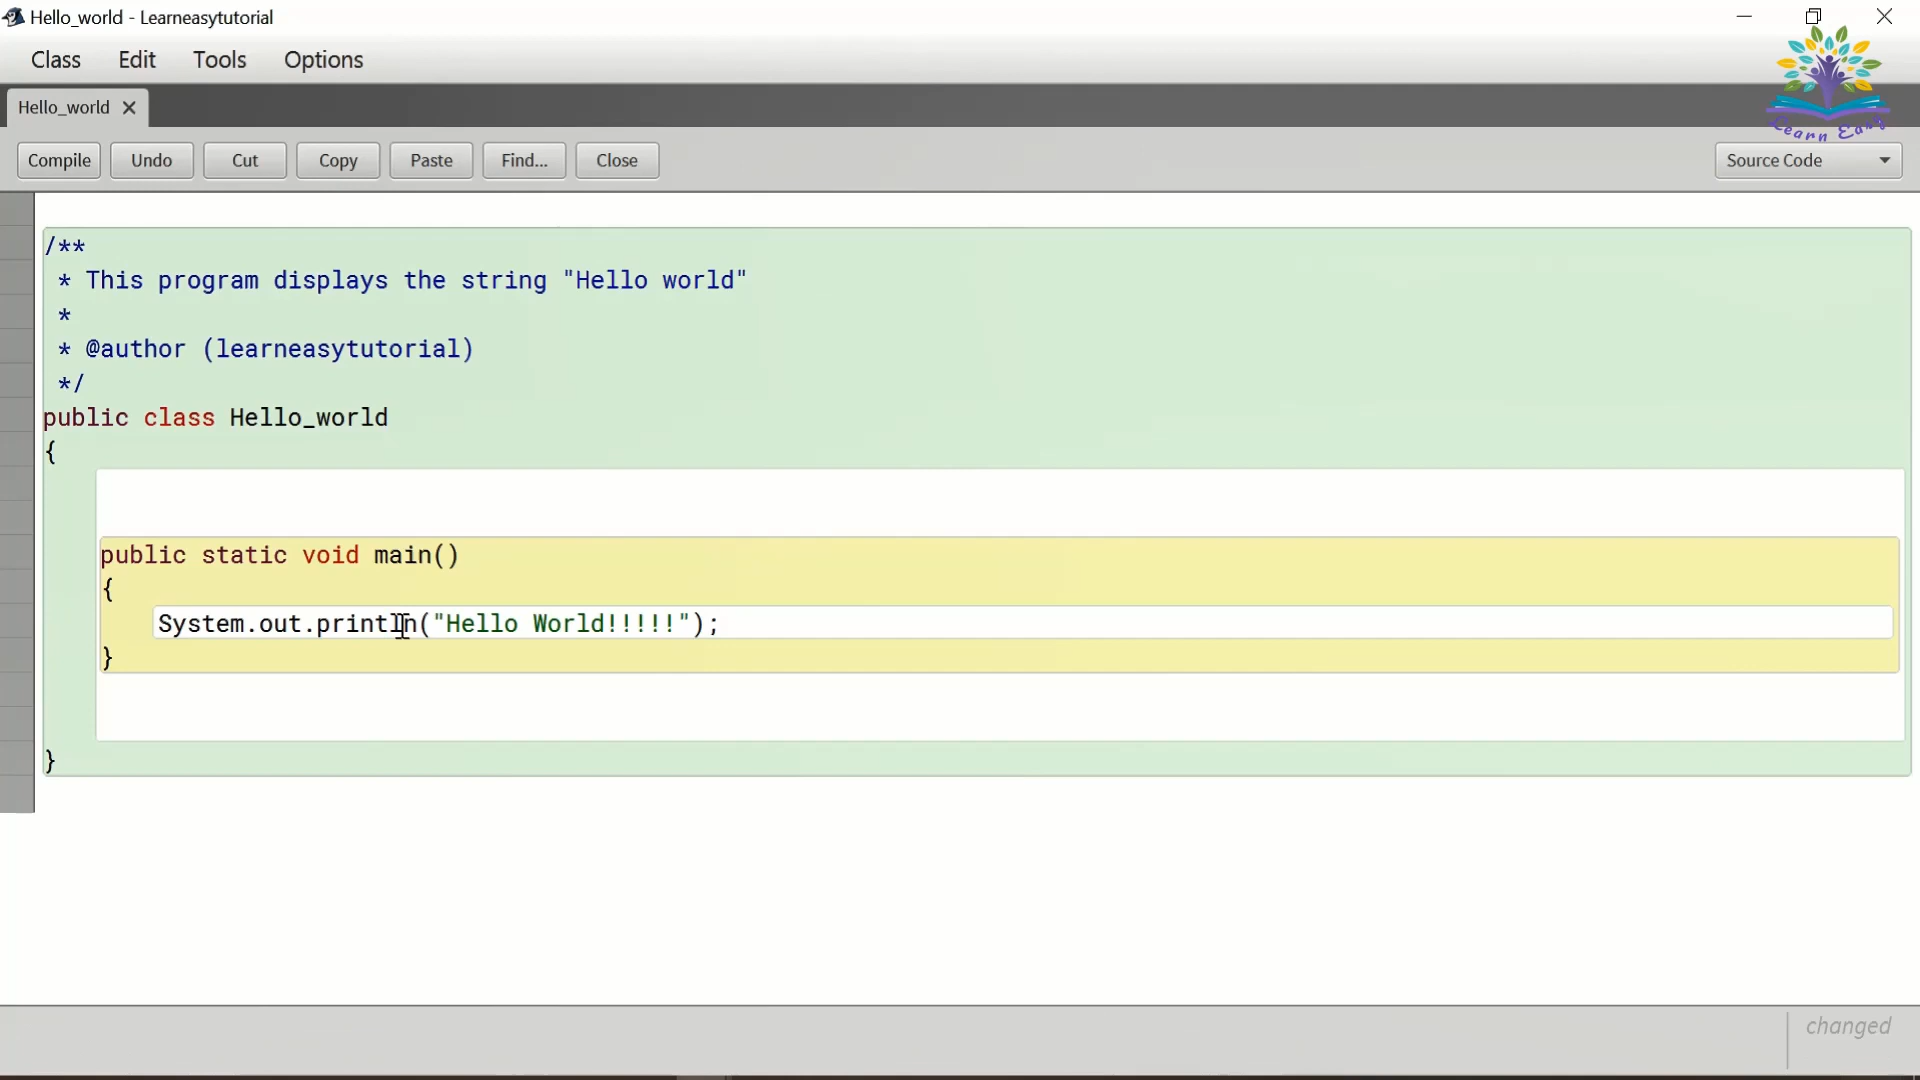 Hello_world - Learneasytutorial
Class Edit Tools Options
Hello_world
Learn Easy
Compile Undo Cut Copy Paste Find... Close Source Code
/**
 * This program displays the string "Hello world"
 *
 * @author (learneasytutorial)
 */
public class Hello_world
{
public static void main()
{
System.out.println("Hello World!!!!!");
}
}
changed